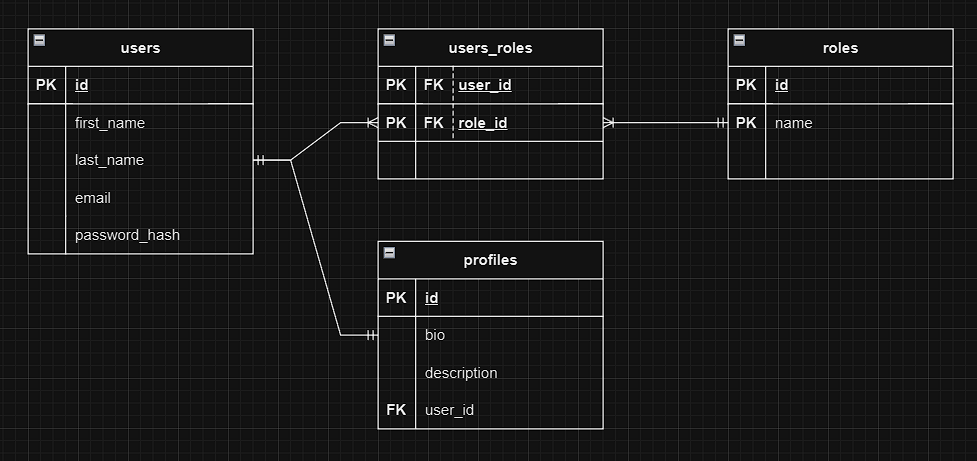 users
PK id
first_name
last_name
email
password_hash
users_roles
PK FK user_id
PK FK role_id
roles
PK id
PK name
profiles
PK id
bio
description
FK user_id